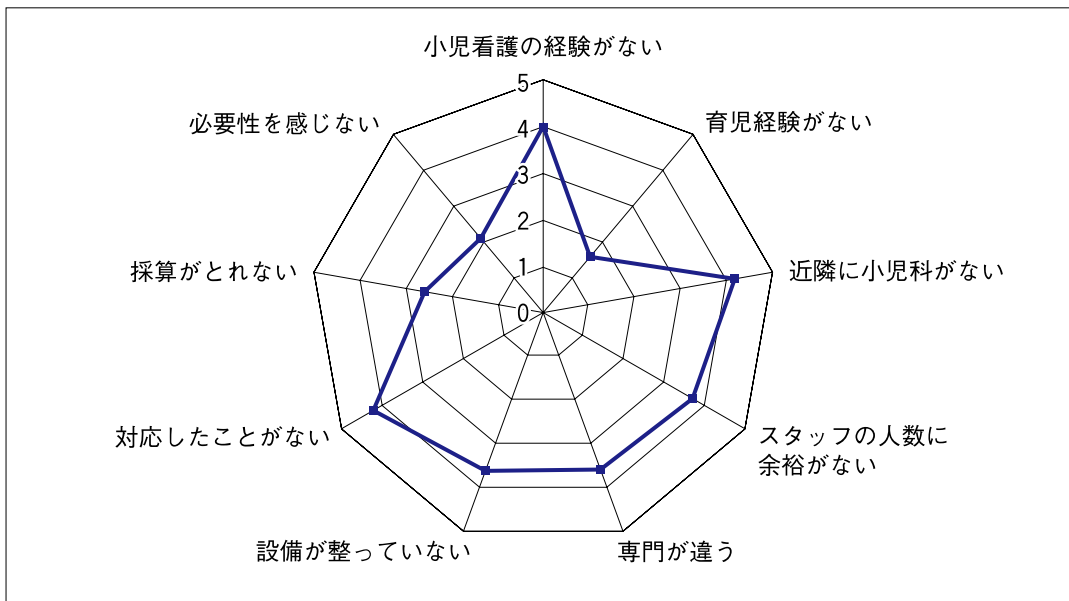 小児看護の経験がない
育児経験がない
近隣に小児科がない
スタッフの人数に
余裕がない
専門が違う
設備が整っていない
対応したことがない
採算がとれない
必要性を感じない
5
4
3
2
1
0